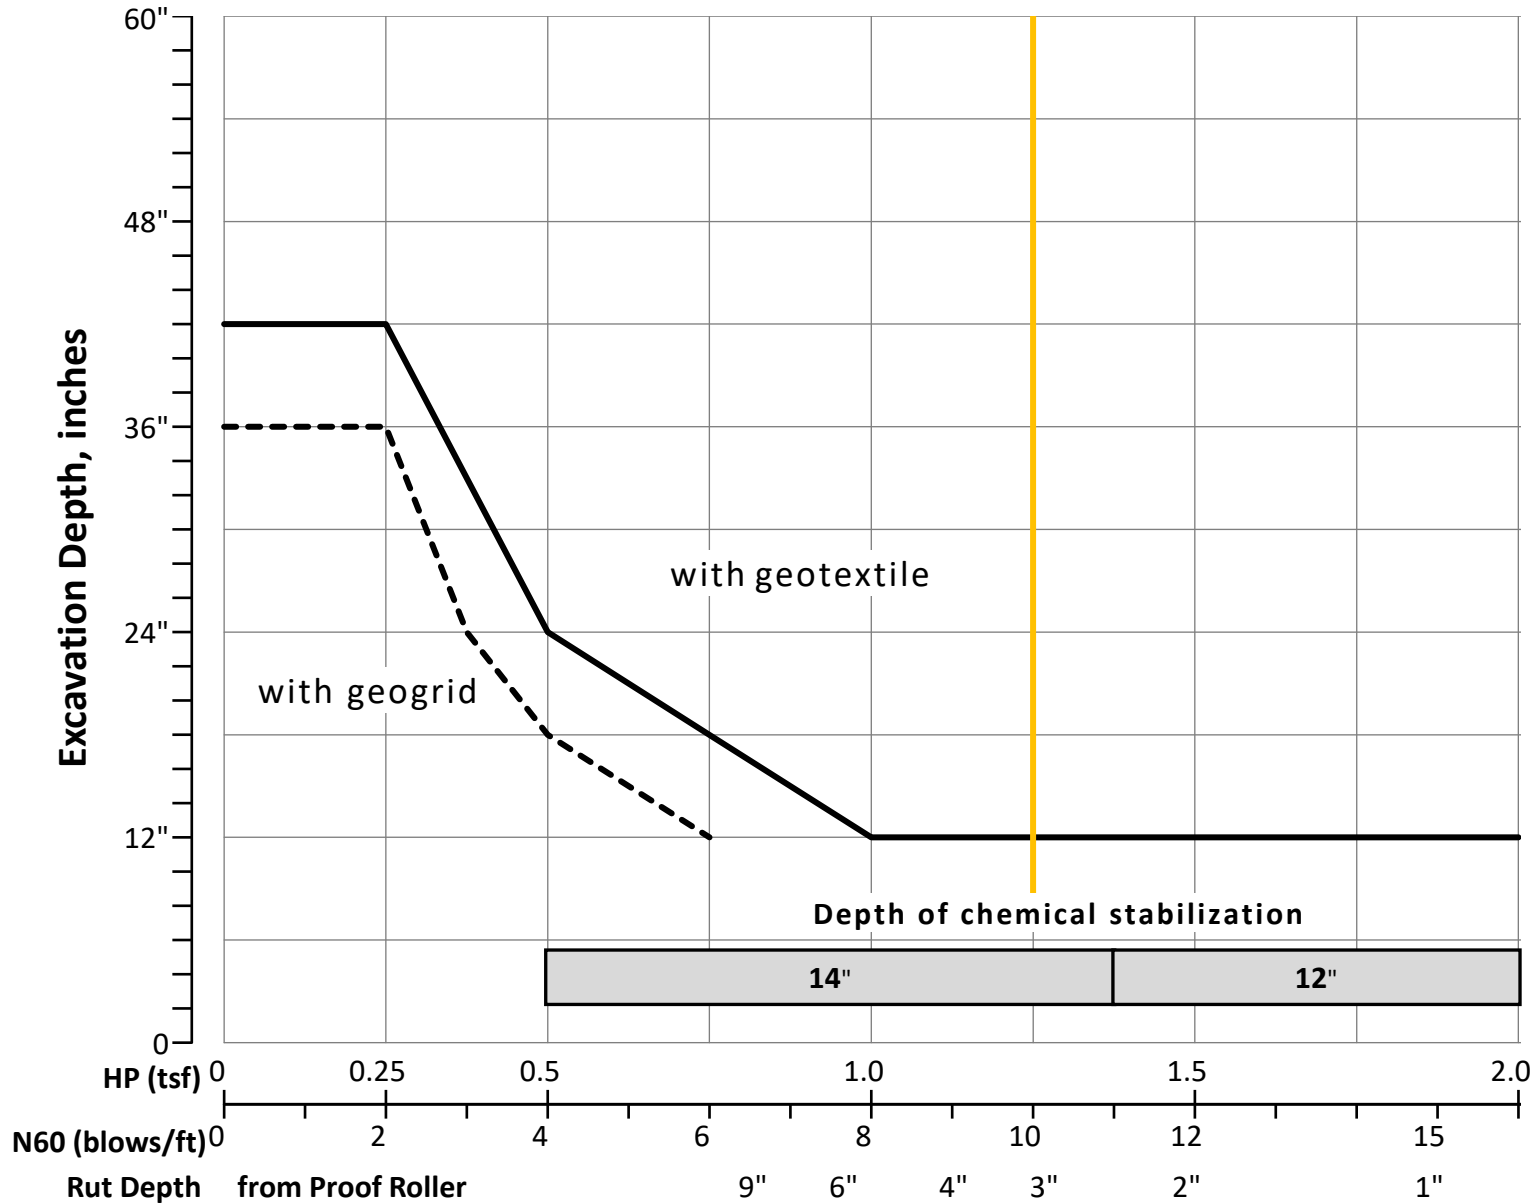 60"
48"
36"
24"
12"
0
Excavation Depth, inches
with geotextile
with geogrid
Depth of chemical stabilization
14" 12"
HP (tsf) 0 0.25 0.5 1.0 1.5 2.0
N60 (blows/ft) 0 2 4 6 8 10 12 15
Rut Depth from Proof Roller 9" 6" 4" 3" 2" 1"